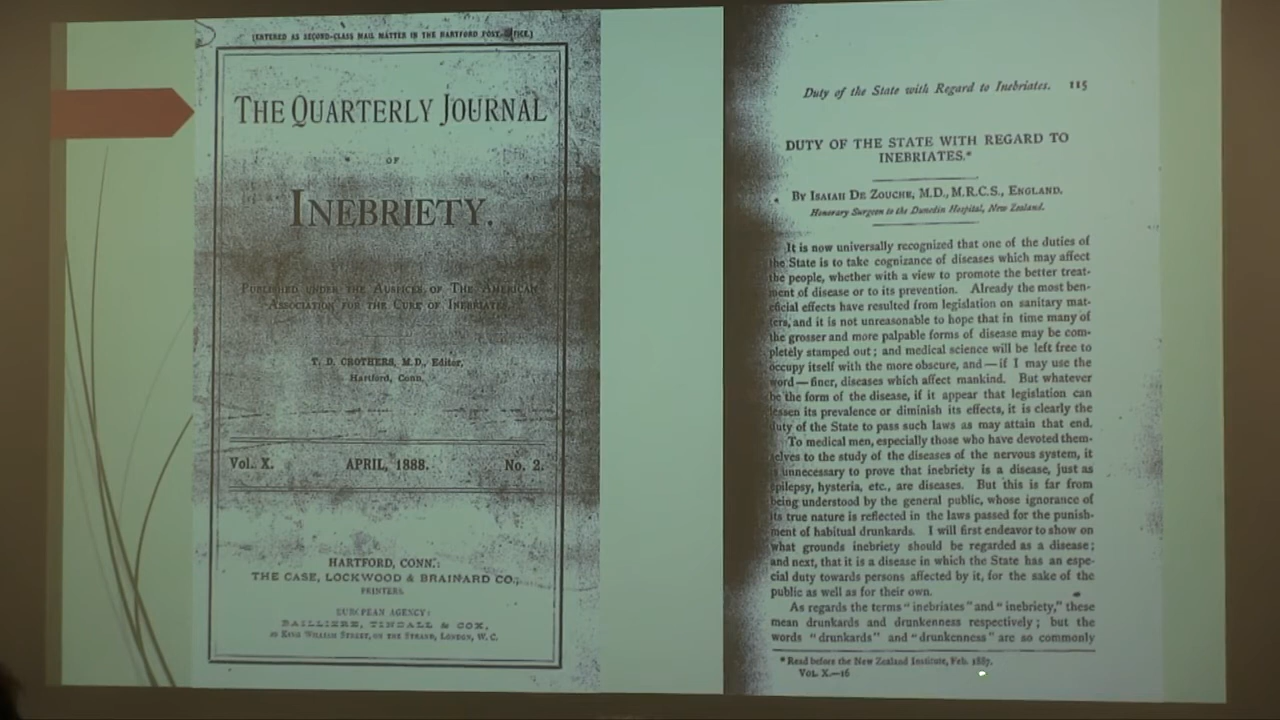 [ENTERED AS SECOND-CLASS MAIL MATTER IN THE HARTFORD POST-OFFICE.]
THE QUARTERLY JOURNAL
OF
INEBRIETY.
PUBLISHED UNDER THE AUSPICES OF THE AMERICAN
ASSOCIATION FOR THE CURE OF INEBRIATES.
T. D. CROTHERS, M.D., Editor,
Hartford, Conn.
Vol. X.
APRIL, 1888.
No. 2.
HARTFORD, CONN.:
THE CASE, LOCKWOOD & BRAINARD CO.,
PRINTERS.
EUROPEAN AGENCY:
BAILLIERE, TINDALL & COX,
20 KING WILLIAM STREET, ON THE STRAND, LONDON, W. C.
Duty of the State with Regard to Inebriates. 115
DUTY OF THE STATE WITH REGARD TO
INEBRIATES.*
BY ISAIAH DE ZOUCHE, M.D., M.R.C.S., ENGLAND.
Honorary Surgeon to the Dunedin Hospital, New Zealand.
It is now universally recognized that one of the duties of
the State is to take cognizance of diseases which may affect
the people, whether with a view to promote the better treat-
ment of disease or to its prevention. Already the most ben-
eficial effects have resulted from legislation on sanitary mat-
ters, and it is not unreasonable to hope that in time many of
the grosser and more palpable forms of disease may be com-
pletely stamped out; and medical science will be left free to
occupy itself with the more obscure, and—if I may use the
word—finer, diseases which affect mankind. But whatever
be the form of the disease, if it appear that legislation can
lessen its prevalence or diminish its effects, it is clearly the
duty of the State to pass such laws as may attain that end.
To medical men, especially those who have devoted them-
selves to the study of the diseases of the nervous system, it
is unnecessary to prove that inebriety is a disease, just as
epilepsy, hysteria, etc., are diseases. But this is far from
being understood by the general public, whose ignorance of
its true nature is reflected in the laws passed for the punish-
ment of habitual drunkards. I will first endeavor to show on
what grounds inebriety should be regarded as a disease;
and next, that it is a disease in which the State has an espe-
cial duty towards persons affected by it, for the sake of the
public as well as for their own.
As regards the terms "inebriates" and "inebriety," these
mean drunkards and drunkenness respectively; but the
words "drunkards" and "drunkenness" are so commonly
* Read before the New Zealand Institute, Feb. 1887.
VOL. X.—16